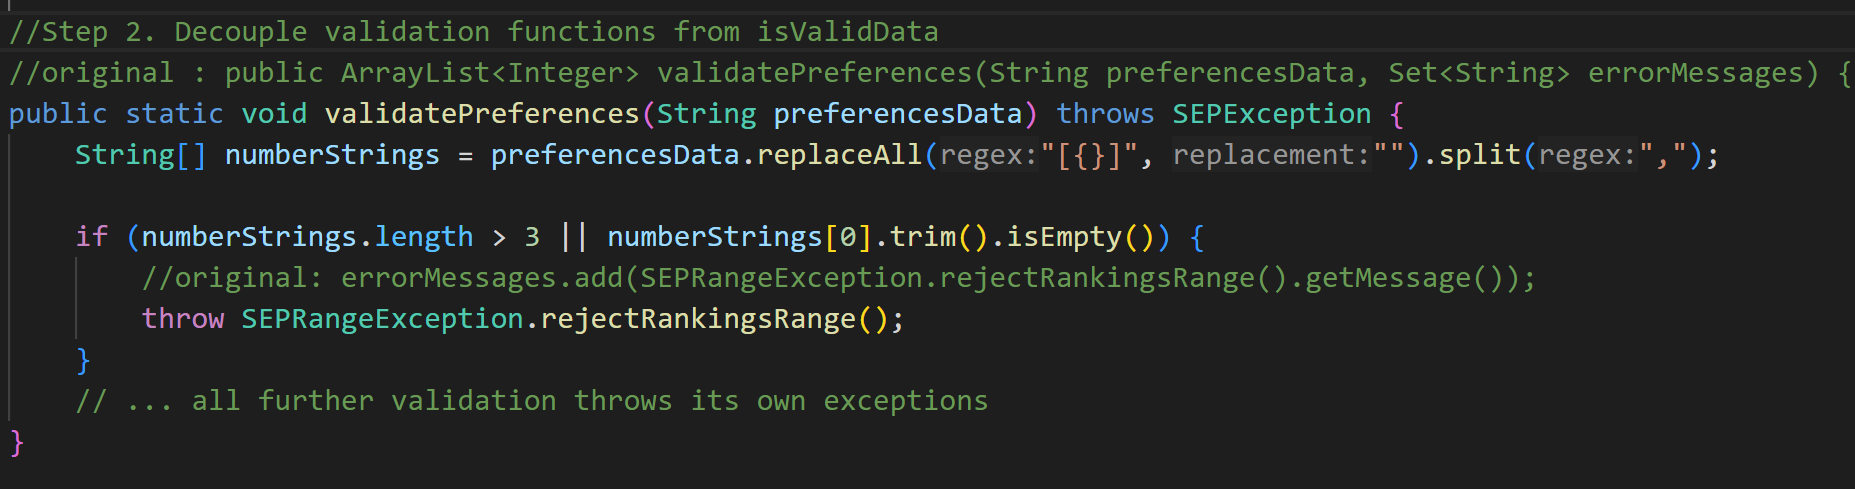 //Step 2. Decouple validation functions from isValidData
//original : public ArrayList<Integer> validatePreferences(String preferencesData, Set<String> errorMessages) {
public static void validatePreferences(String preferencesData) throws SEPException {
    String[] numberStrings = preferencesData.replaceAll(regex:"[{}]", replacement:"").split(regex:",");
    if (numberStrings.length > 3 || numberStrings[0].trim().isEmpty()) {
        //original: errorMessages.add(SEPRangeException.rejectRankingsRange().getMessage());
        throw SEPRangeException.rejectRankingsRange();
    }
    // ... all further validation throws its own exceptions
}